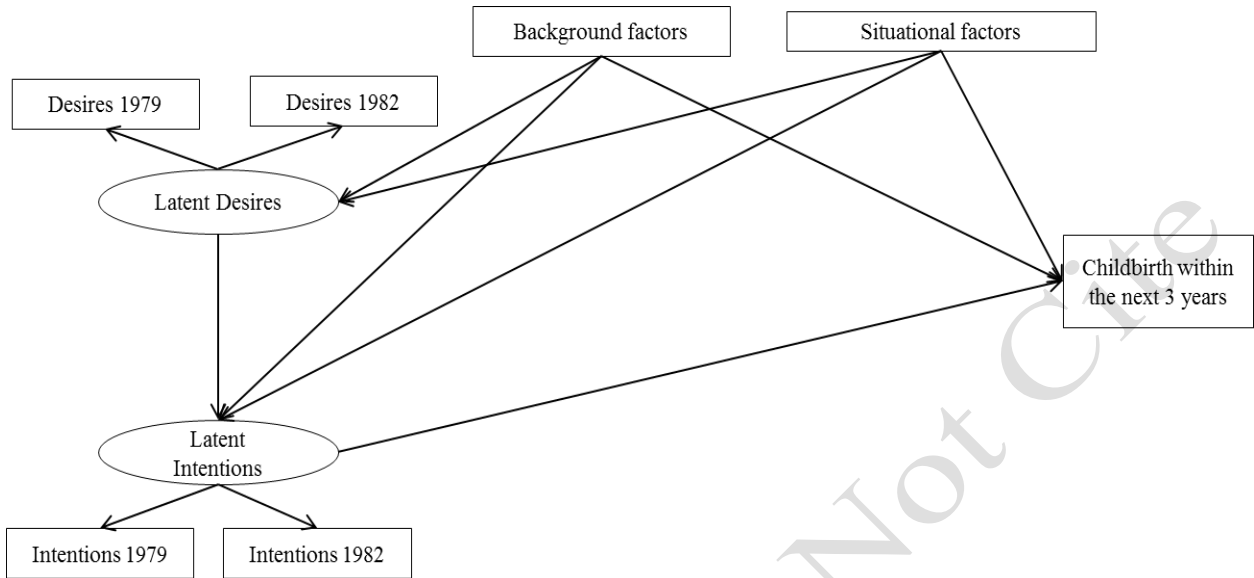 Background factors
Situational factors
Desires 1979
Desires 1982
Latent Desires
Childbirth within
the next 3 years
Latent
Intentions
Intentions 1979
Intentions 1982
Not Cite